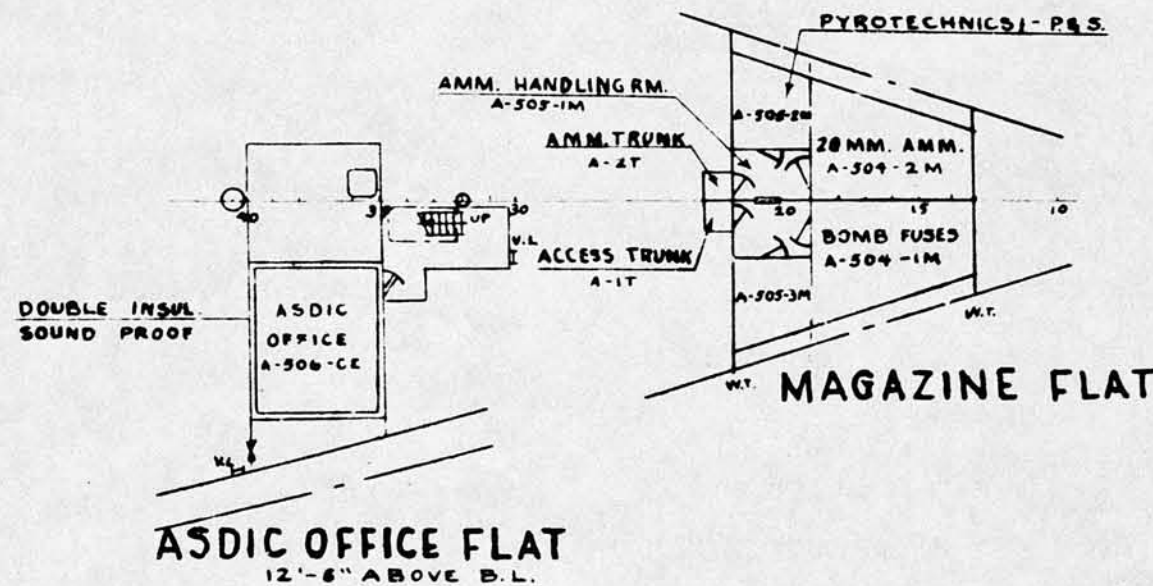 PYROTECHNICS, - P.& S.
AMM. HANDLING RM.
A-505-1M
AMM. TRUNK
A-2T
ACCESS TRUNK
A-1T
A-505-2M
20 MM. AMM.
A-504-2M
BOMB FUSES
A-504-1M
A-505-3M
20
15
10
W.T.
W.T.
MAGAZINE FLAT
40
30
UP
V.L
DOUBLE INSUL
SOUND PROOF
ASDIC
OFFICE
A-506-CE
ASDIC OFFICE FLAT
12'-6" ABOVE B.L.